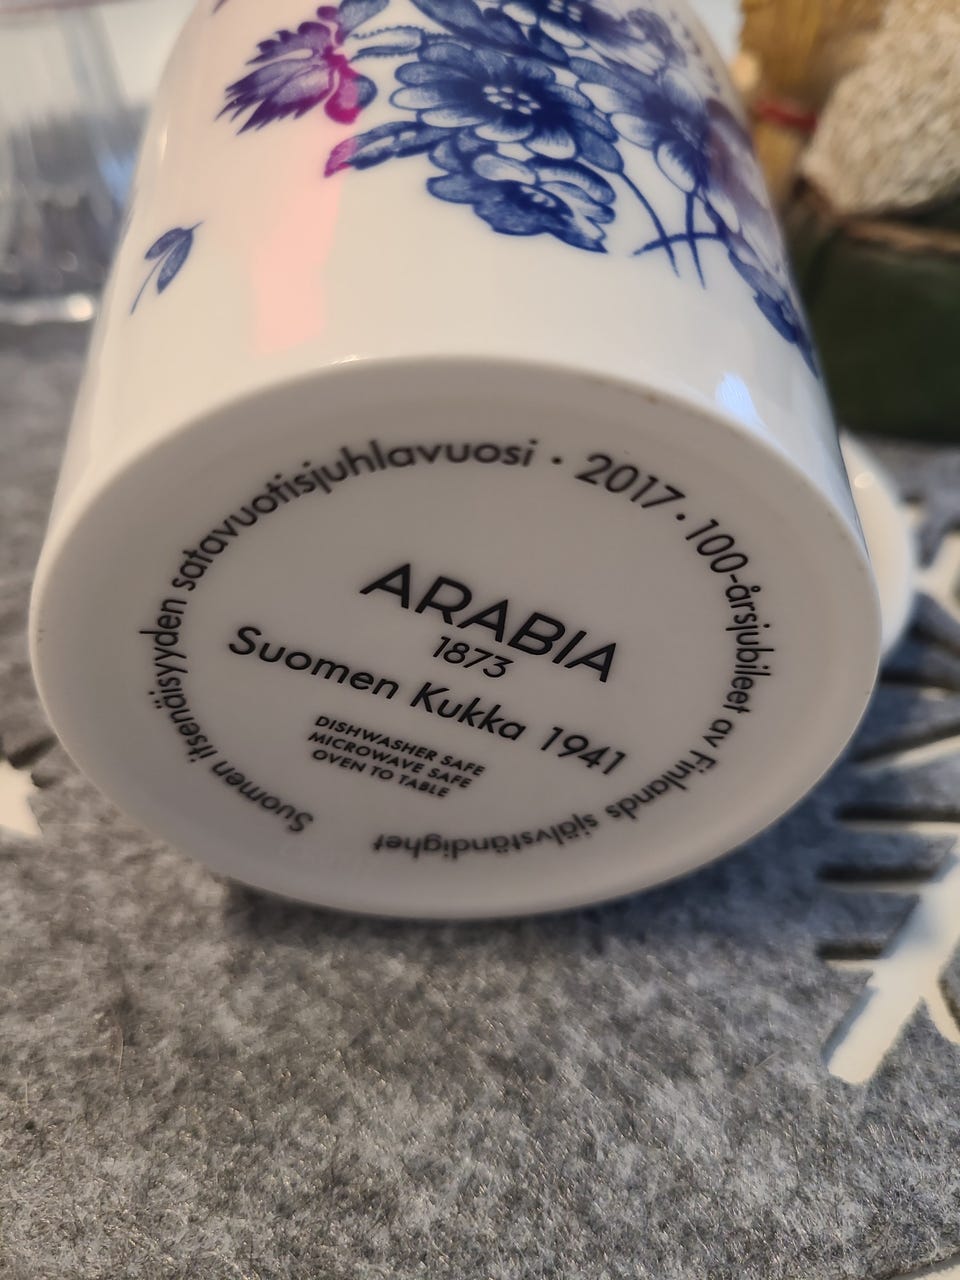 Suomen itsenäisyyden satavuotisjuhlavuosi · 2017 · 100-årsjubileet av Finlands självständighet
ARABIA
1873
Suomen Kukka 1941
DISHWASHER SAFE
MICROWAVE SAFE
OVEN TO TABLE